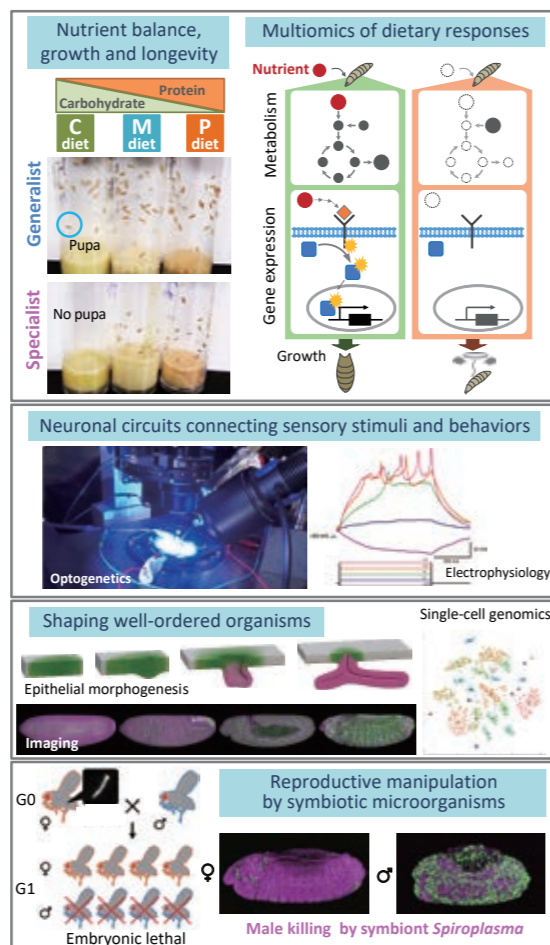 Nutrient balance,
growth and longevity
Protein
Carbohydrate
C
diet
M
diet
P
diet
Generalist
Pupa
Specialist
No pupa
Multiomics of dietary responses
Nutrient
Metabolism
Gene expression
Growth
Neuronal circuits connecting sensory stimuli and behaviors
Optogenetics
Electrophysiology
Shaping well-ordered organisms
Single-cell genomics
Epithelial morphogenesis
Imaging
Reproductive manipulation
by symbiotic microorganisms
G0
♀
♂
G1
♀
♂
Embryonic lethal
♀
♂
Male killing by symbiont Spiroplasma